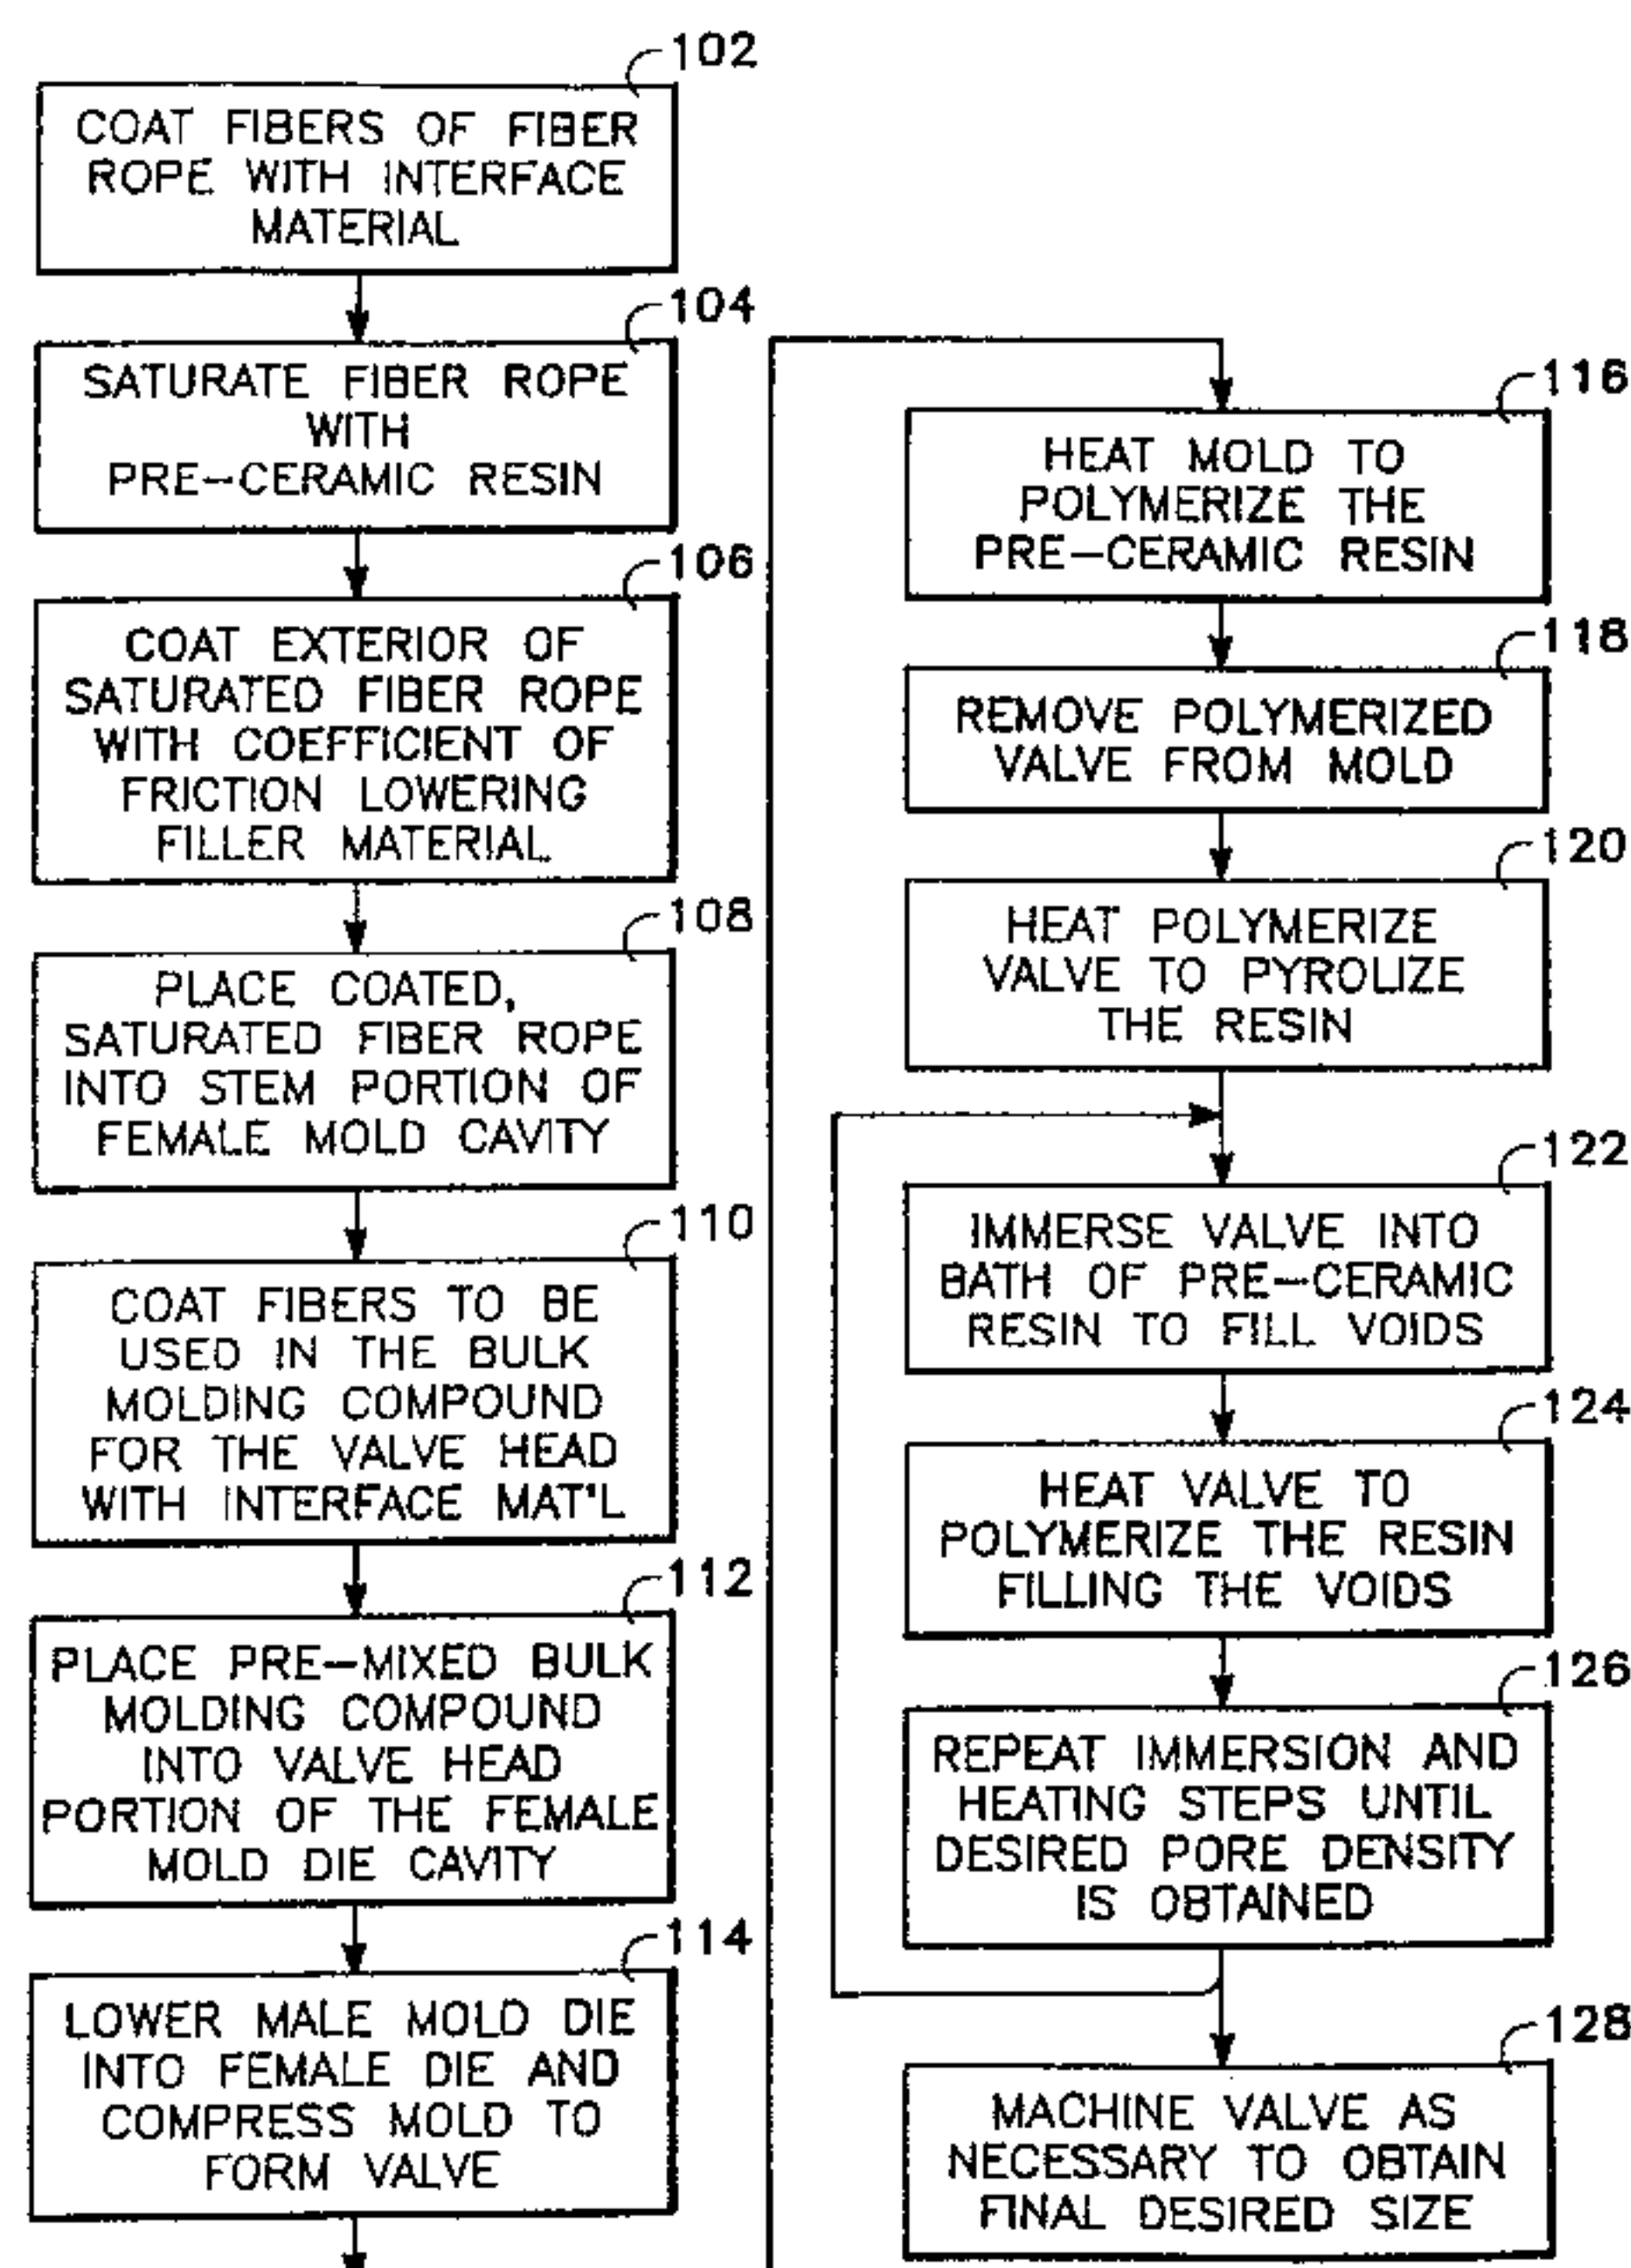 102
COAT FIBERS OF FIBER
ROPE WITH INTERFACE
MATERIAL
104
SATURATE FIBER ROPE
WITH
PRE-CERAMIC RESIN
106
COAT EXTERIOR OF
SATURATED FIBER ROPE
WITH COEFFICIENT OF
FRICTION LOWERING
FILLER MATERIAL
108
PLACE COATED,
SATURATED FIBER ROPE
INTO STEM PORTION OF
FEMALE MOLD CAVITY
110
COAT FIBERS TO BE
USED IN THE BULK
MOLDING COMPOUND
FOR THE VALVE HEAD
WITH INTERFACE MAT'L
112
PLACE PRE-MIXED BULK
MOLDING COMPOUND
INTO VALVE HEAD
PORTION OF THE FEMALE
MOLD DIE CAVITY
114
LOWER MALE MOLD DIE
INTO FEMALE DIE AND
COMPRESS MOLD TO
FORM VALVE
116
HEAT MOLD TO
POLYMERIZE THE
PRE-CERAMIC RESIN
118
REMOVE POLYMERIZED
VALVE FROM MOLD
120
HEAT POLYMERIZE
VALVE TO PYROLIZE
THE RESIN
122
IMMERSE VALVE INTO
BATH OF PRE-CERAMIC
RESIN TO FILL VOIDS
124
HEAT VALVE TO
POLYMERIZE THE RESIN
FILLING THE VOIDS
126
REPEAT IMMERSION AND
HEATING STEPS UNTIL
DESIRED PORE DENSITY
IS OBTAINED
128
MACHINE VALVE AS
NECESSARY TO OBTAIN
FINAL DESIRED SIZE